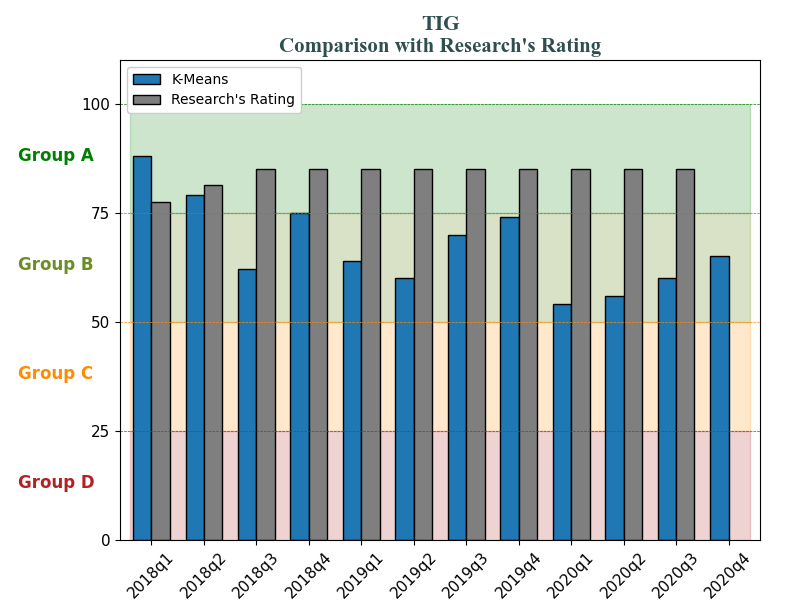 TIG
Comparison with Research's Rating
K-Means
Research's Rating
100
Group A
75
Group B
50
Group C
25
Group D
0
2018q1
2018q2
2018q3
2018q4
2019q1
2019q2
2019q3
2019q4
2020q1
2020q2
2020q3
2020q4